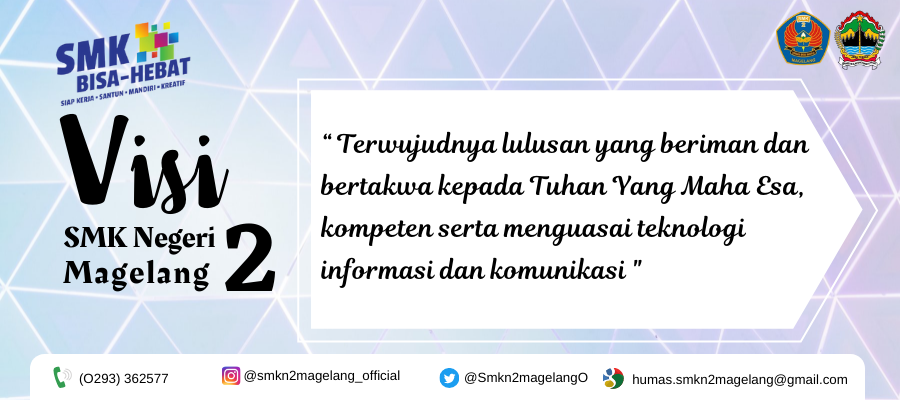 SMK
BISA-HEBAT
SIAP KERJA • SANTUN • MANDIRI • KREATIF
MAGELANG
Visi
SMK Negeri
Magelang 2
“ Terwujudnya lulusan yang beriman dan
bertakwa kepada Tuhan Yang Maha Esa,
kompeten serta menguasai teknologi
informasi dan komunikasi "
(O293) 362577
@smkn2magelang_official
@Smkn2magelangO
humas.smkn2magelang@gmail.com